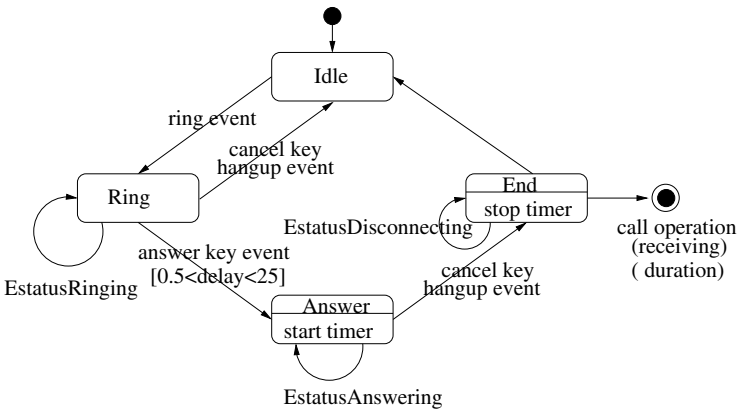 Idle
ring event
cancel key
hangup event
Ring
End
stop timer
EstatusDisconnecting
call operation
(receiving)
( duration)
answer key event
[0.5<delay<25]
EstatusRinging
cancel key
hangup event
Answer
start timer
EstatusAnswering